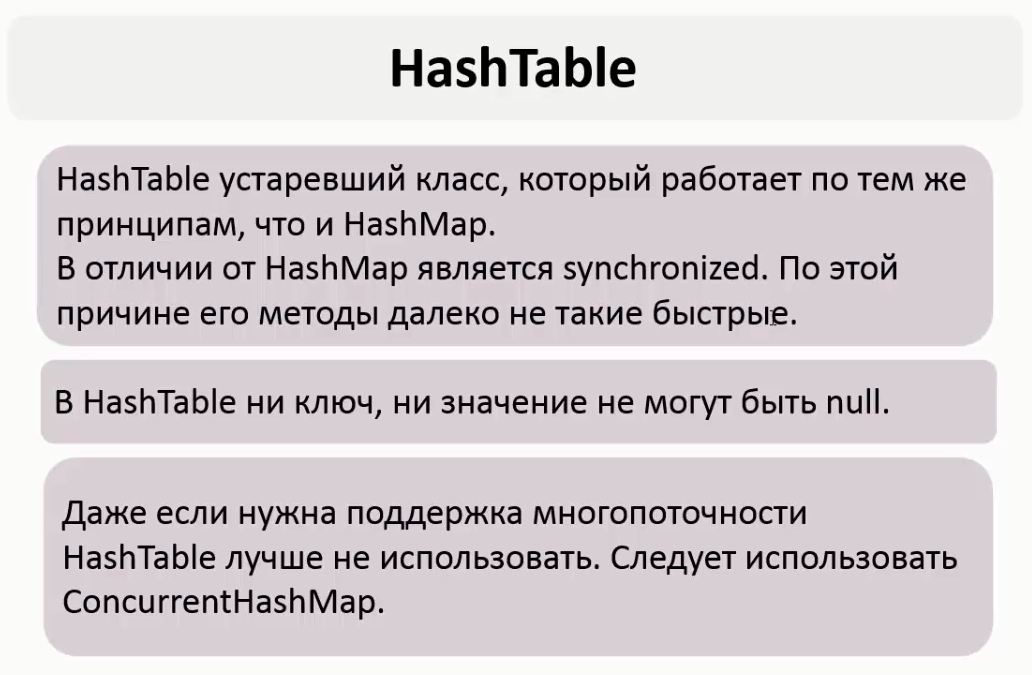 HashTable
HashTable устаревший класс, который работает по тем же
принципам, что и HashMap.
В отличии от HashMap является synchronized. По этой
причине его методы далеко не такие быстрые.
В HashTable ни ключ, ни значение не могут быть null.
Даже если нужна поддержка многопоточности
HashTable лучше не использовать. Следует использовать
ConcurrentHashMap.